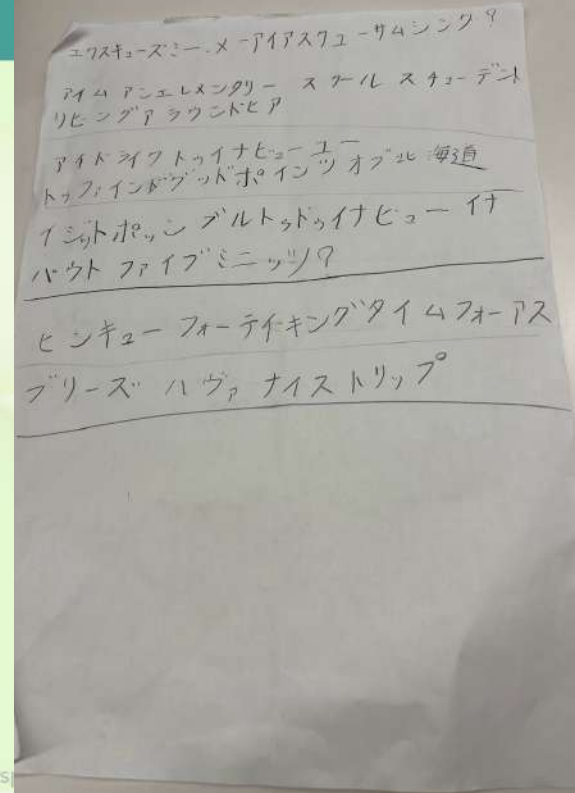 エクスキューズミー.メーアイアスクユーサムシング?
アイム アンエレメンタリー スクール スチューデント
リビングアラウンドヒア
アイドライクトゥイナビューユー
トゥファインドグッドポインツオブ北海道
イジットポッシブルトゥドゥイナビューイナ
バウトファイブミニッツ?
センキューフォーテイキングタイムフォーアス
プリーズ ハヴァナイストリップ